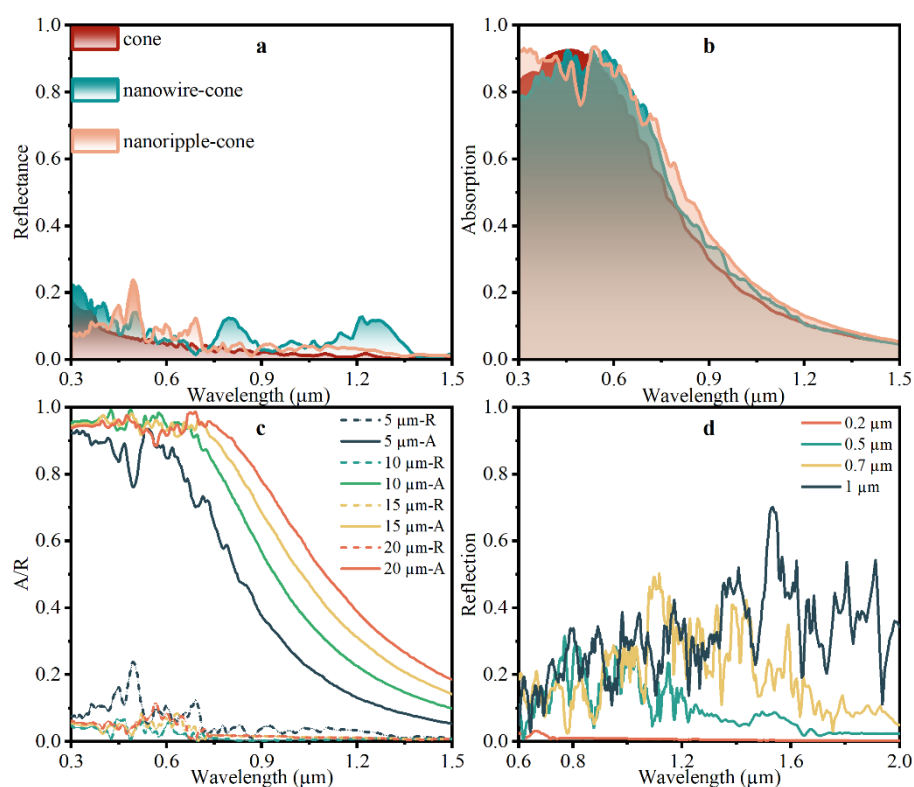 a
cone
nanowire-cone
nanoripple-cone
Reflectance
1.0
0.8
0.6
0.4
0.2
0.0
0.3 0.6 0.9 1.2 1.5
Wavelength (μm)
b
Absorption
1.0
0.8
0.6
0.4
0.2
0.0
0.3 0.6 0.9 1.2 1.5
Wavelength (μm)
c
5 μm-R
5 μm-A
10 μm-R
10 μm-A
15 μm-R
15 μm-A
20 μm-R
20 μm-A
A/R
1.0
0.8
0.6
0.4
0.2
0.0
0.3 0.6 0.9 1.2 1.5
Wavelength (μm)
d
0.2 μm
0.5 μm
0.7 μm
1 μm
Reflection
1.0
0.8
0.6
0.4
0.2
0.0
0.6 0.8 1.2 1.6 2.0
Wavelength (μm)